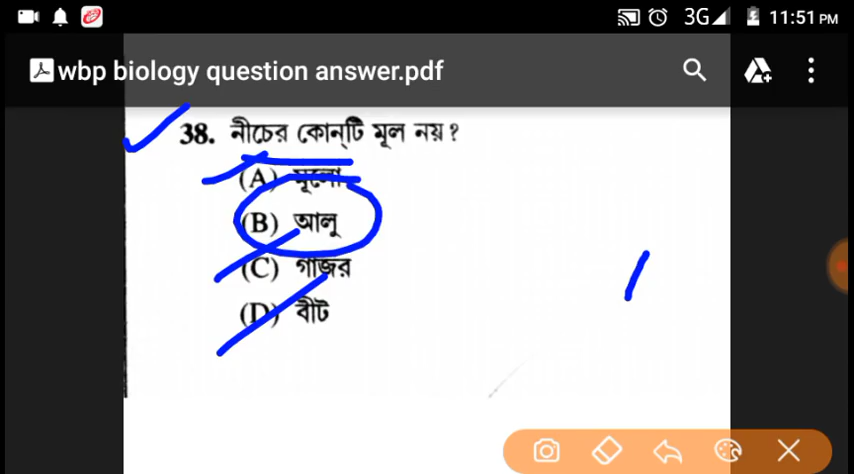 3G 11:51 PM
wbp biology question answer.pdf
38. নীচের কোন্‌টি মূল নয় ?
(A) মূলো
(B) আলু
(C) গাজর
(D) বীট